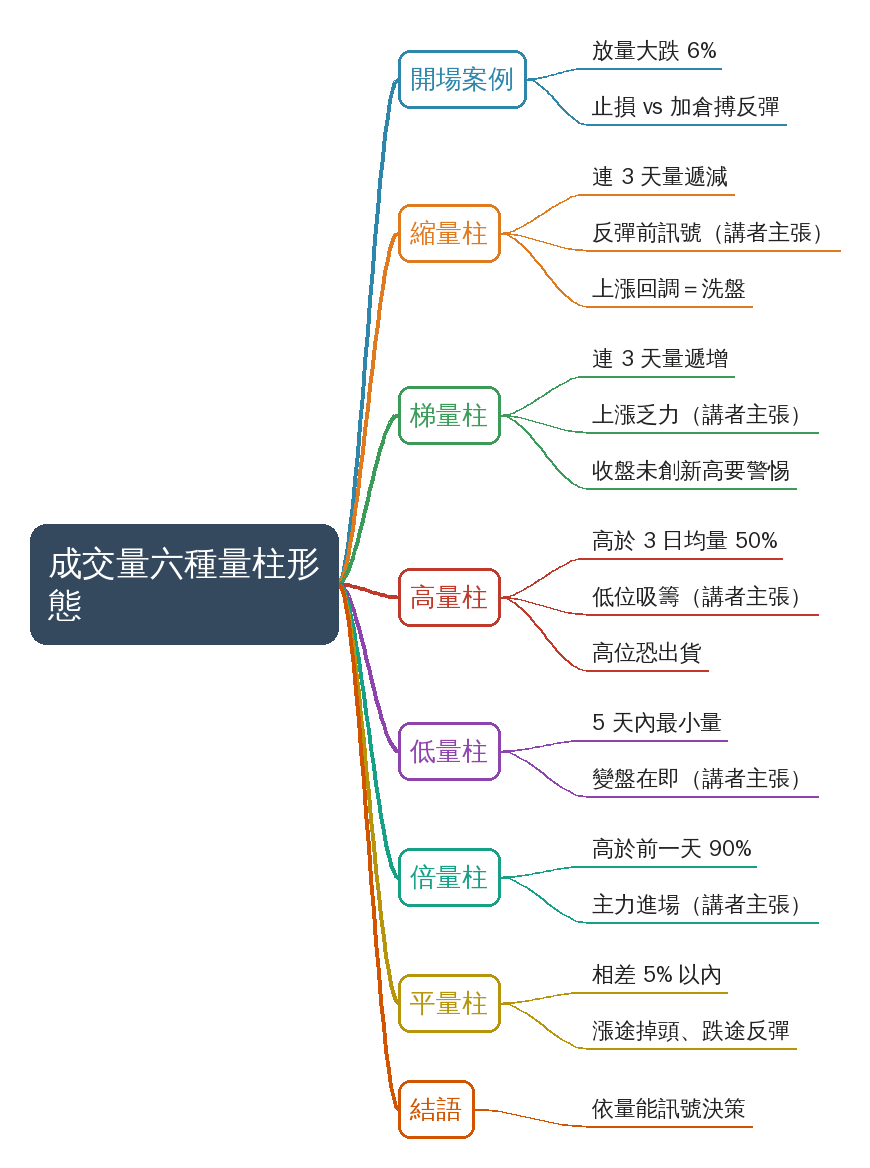 成交量六種量柱形
態
開場案例
放量大跌 6%
止損 vs 加倉搏反彈
縮量柱
連 3 天量遞減
反彈前訊號（講者主張）
上漲回調＝洗盤
梯量柱
連 3 天量遞增
上漲乏力（講者主張）
收盤未創新高要警惕
高量柱
高於 3 日均量 50%
低位吸籌（講者主張）
高位恐出貨
低量柱
5 天內最小量
變盤在即（講者主張）
倍量柱
高於前一天 90%
主力進場（講者主張）
平量柱
相差 5% 以內
漲途掉頭、跌途反彈
結語
依量能訊號決策